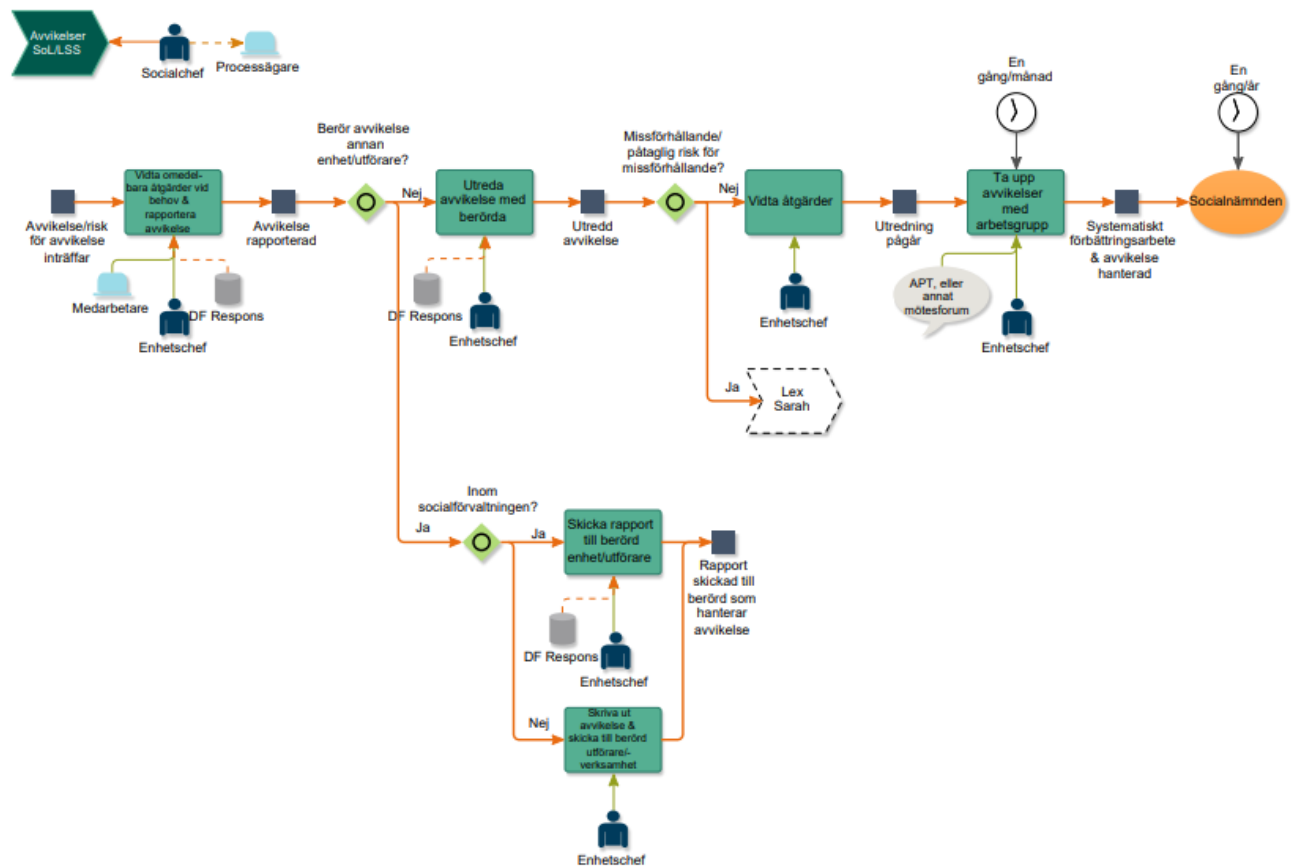 Avvikelser
SoL/LSS
Socialchef
Processägare
En
gång/månad
En
gång/år
Berör avvikelse
annan
enhet/utförare?
Missförhållande/
påtaglig risk för
missförhållande?
Vidta omedel-
bara åtgärder vid
behov &
rapportera
avvikelse
Nej
Utreda
avvikelse med
berörda
Nej
Vidta åtgärder
Ta upp
avvikelser
med
arbetsgrupp
Socialnämnden
Avvikelse/risk
för avvikelse
inträffar
Avvikelse
rapporterad
Utredd
avvikelse
Utredning
pågår
Systematiskt
förbättringsarbete
& avvikelse
hanterad
Medarbetare
DF Respons
Enhetschef
DF Respons
Enhetschef
Enhetschef
APT, eller
annat
mötesforum
Enhetschef
Ja
Lex
Sarah
Inom
socialförvaltningen?
Ja
Ja
Skicka rapport
till berörd
enhet/utförare
Rapport
skickad till
berörd som
hanterar
avvikelse
DF Respons
Enhetschef
Nej
Skriva ut
avvikelse &
skicka till berörd
utförare/-
verksamhet
Enhetschef